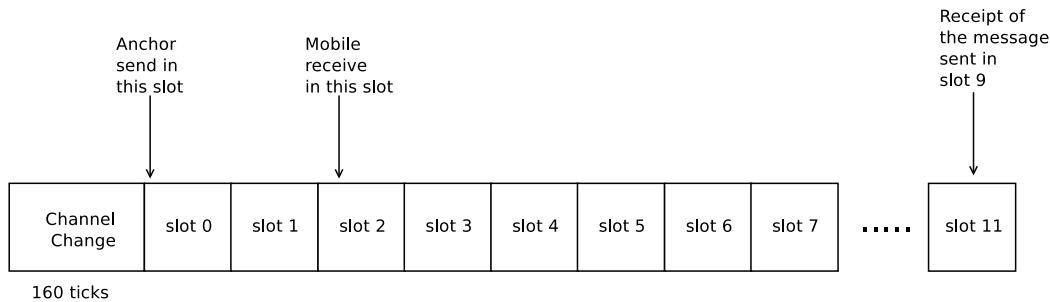 Anchor
send in
this slot
Mobile
receive
in this slot
Receipt of
the message
sent in
slot 9
Channel
Change
slot 0
slot 1
slot 2
slot 3
slot 4
slot 5
slot 6
slot 7
slot 11
160 ticks